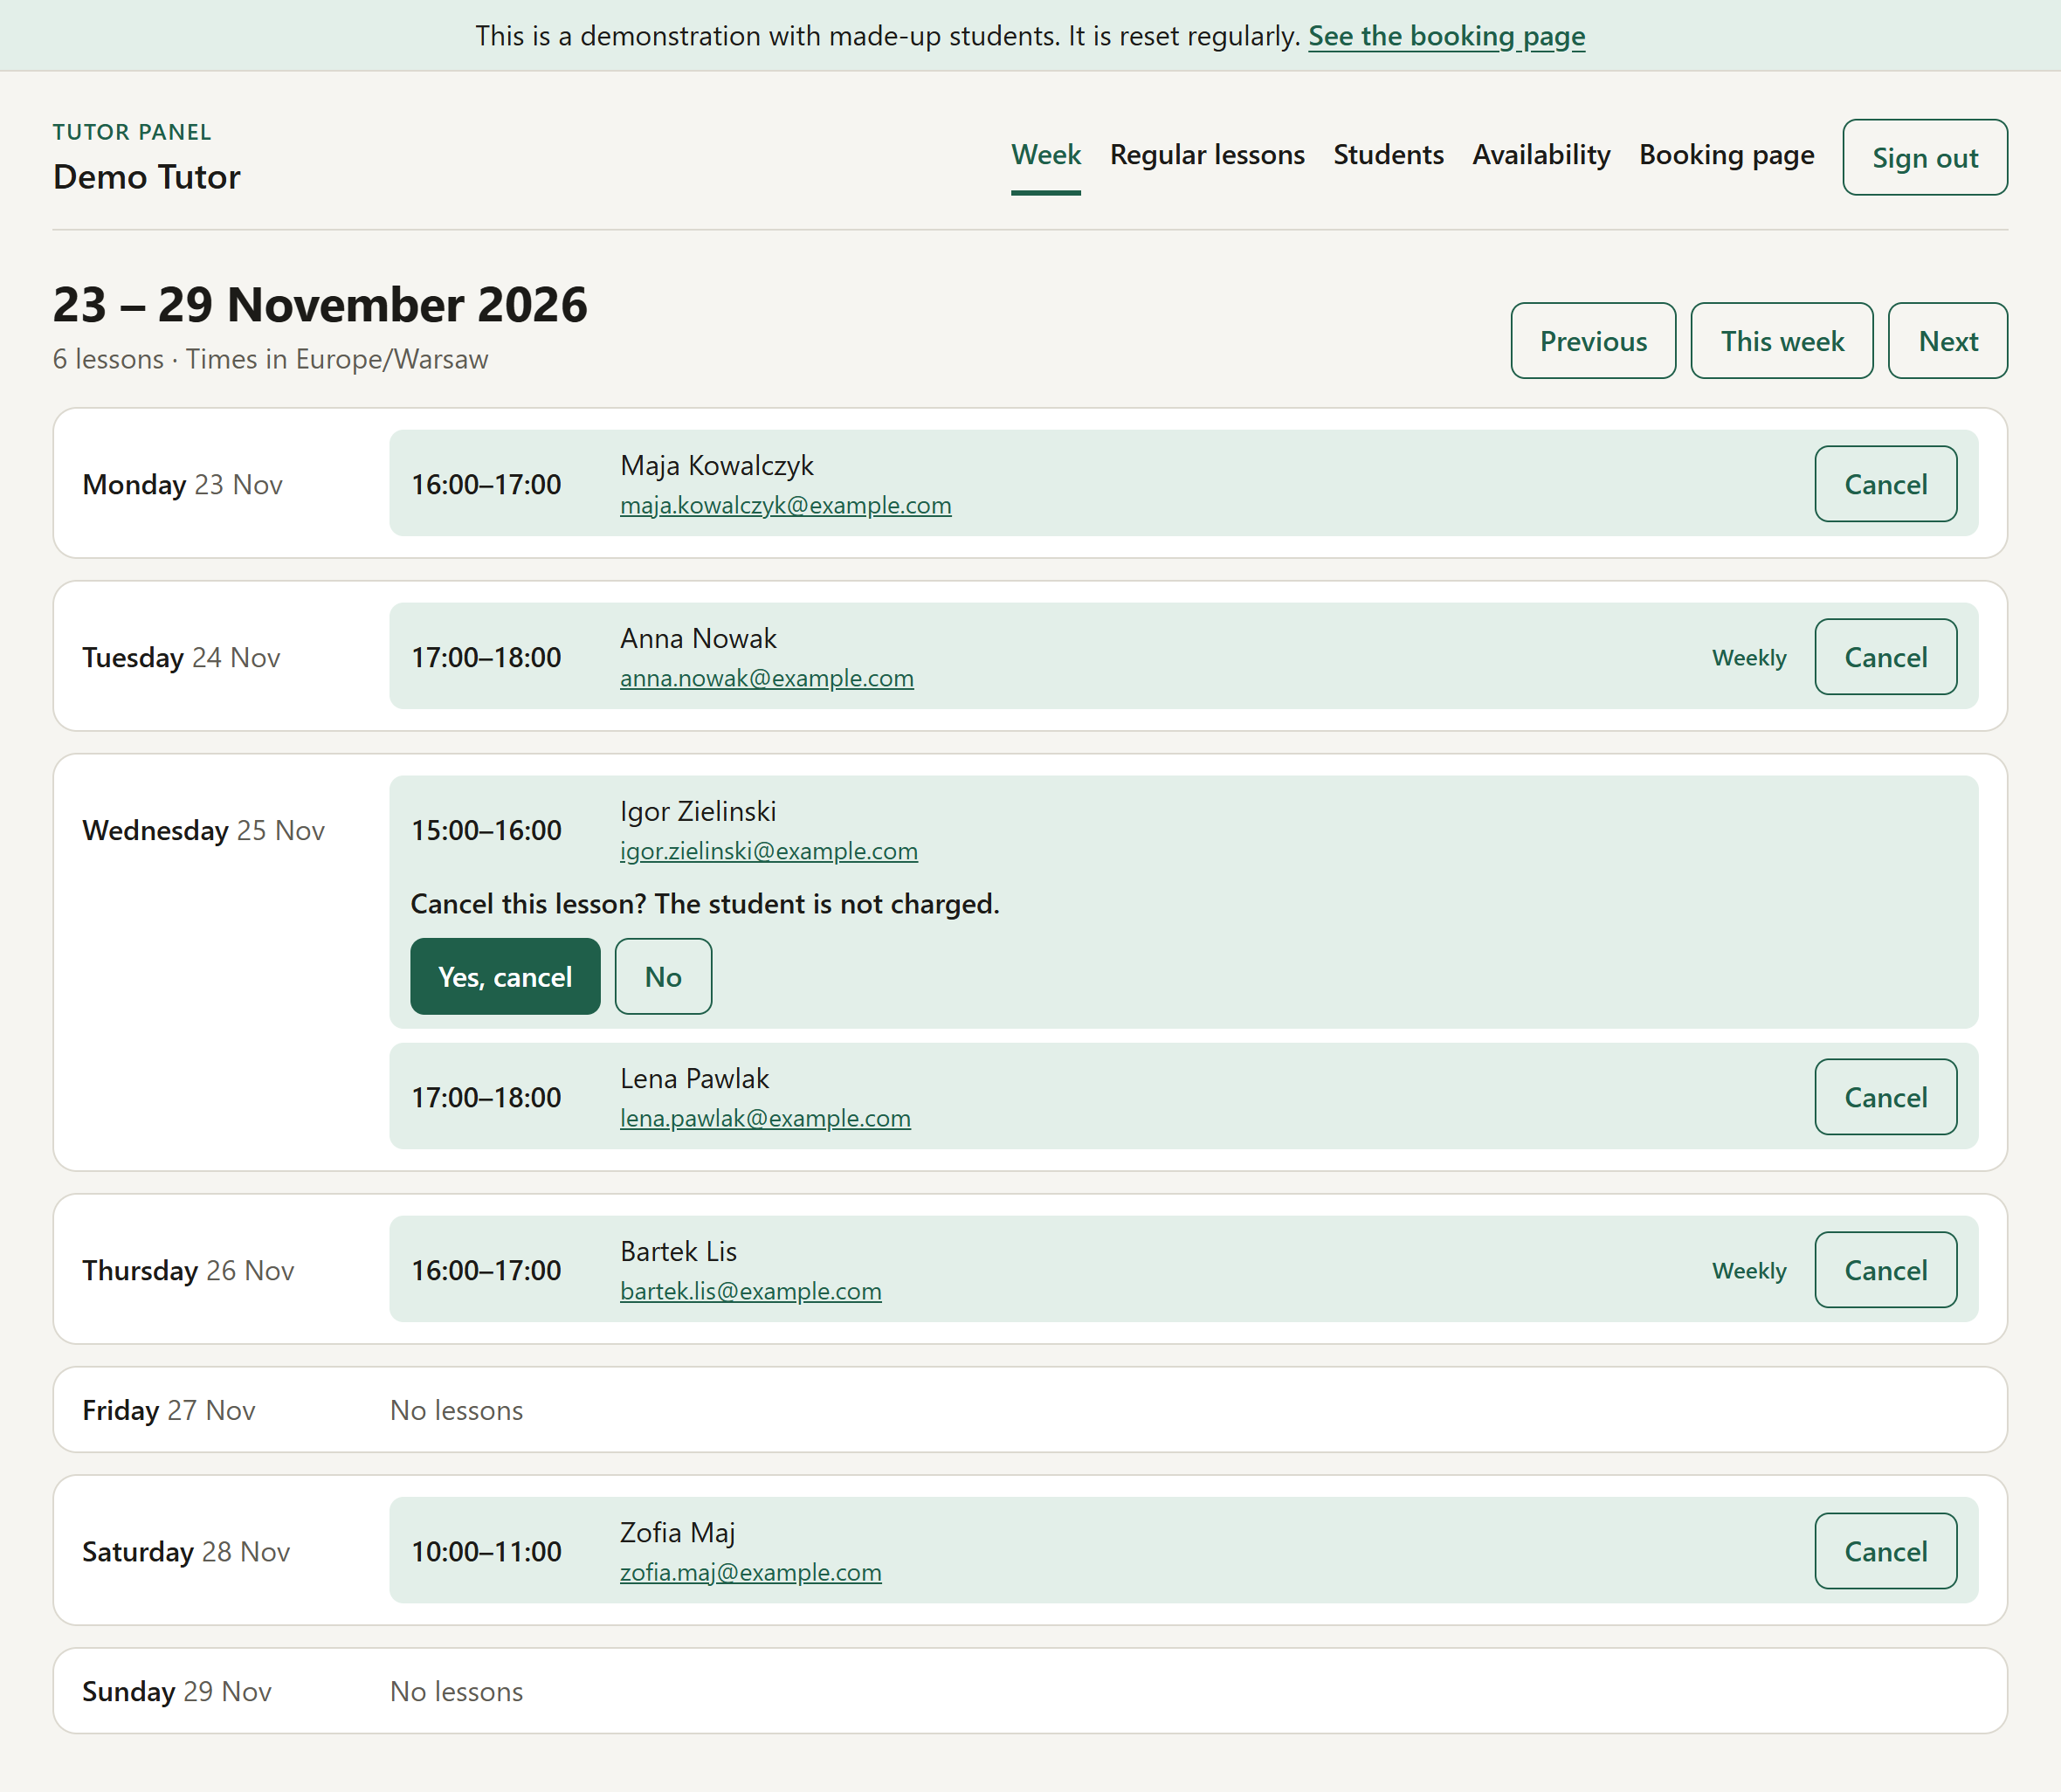 This is a demonstration with made-up students. It is reset regularly. See the booking page
TUTOR PANEL
Demo Tutor
Week Regular lessons Students Availability Booking page Sign out
23 – 29 November 2026
6 lessons · Times in Europe/Warsaw
Previous This week Next
Monday 23 Nov
16:00–17:00
Maja Kowalczyk
maja.kowalczyk@example.com
Cancel
Tuesday 24 Nov
17:00–18:00
Anna Nowak
anna.nowak@example.com
Weekly
Cancel
Wednesday 25 Nov
15:00–16:00
Igor Zielinski
igor.zielinski@example.com
Cancel this lesson? The student is not charged.
Yes, cancel
No
17:00–18:00
Lena Pawlak
lena.pawlak@example.com
Cancel
Thursday 26 Nov
16:00–17:00
Bartek Lis
bartek.lis@example.com
Weekly
Cancel
Friday 27 Nov
No lessons
Saturday 28 Nov
10:00–11:00
Zofia Maj
zofia.maj@example.com
Cancel
Sunday 29 Nov
No lessons